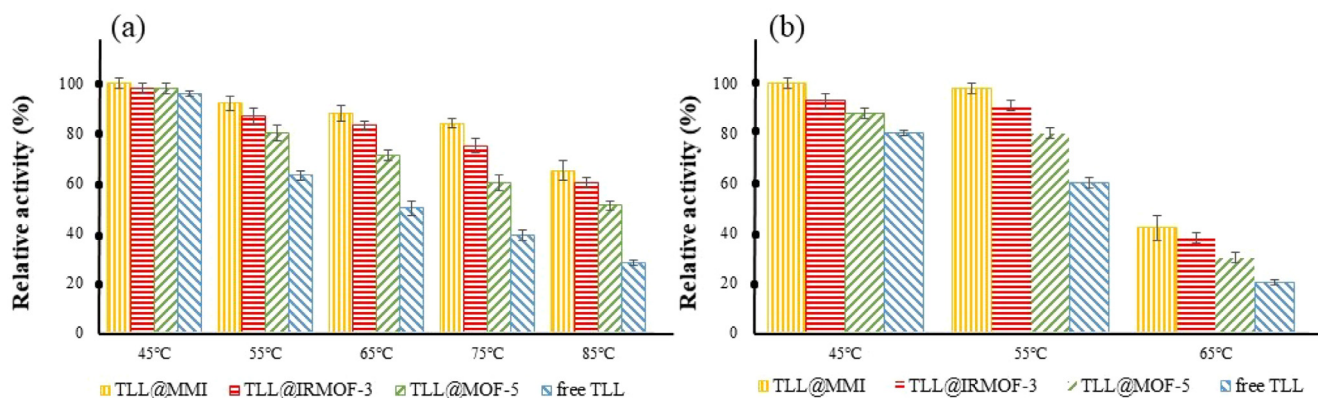 (a)
Relative activity (%)
100
80
60
40
20
0
45°C 55°C 65°C 75°C 85°C
TLL@MMI TLL@IRMOF-3 TLL@MOF-5 free TLL
(b)
Relative activity (%)
100
80
60
40
20
0
45°C 55°C 65°C
TLL@MMI TLL@IRMOF-3 TLL@MOF-5 free TLL